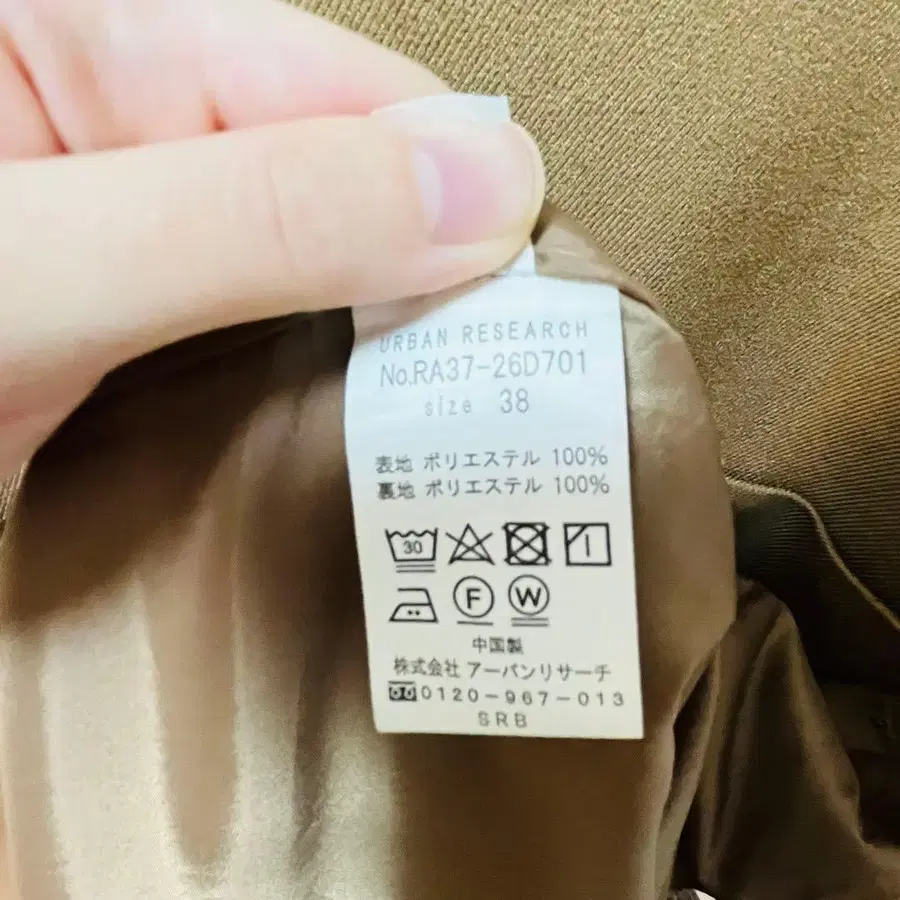 URBAN RESEARCH
No.RA37-26D701
size 38
表地 ポリエステル 100%
裏地 ポリエステル 100%
30
F W
中国製
株式会社 アーバンリサーチ
0120-967-013
SRB